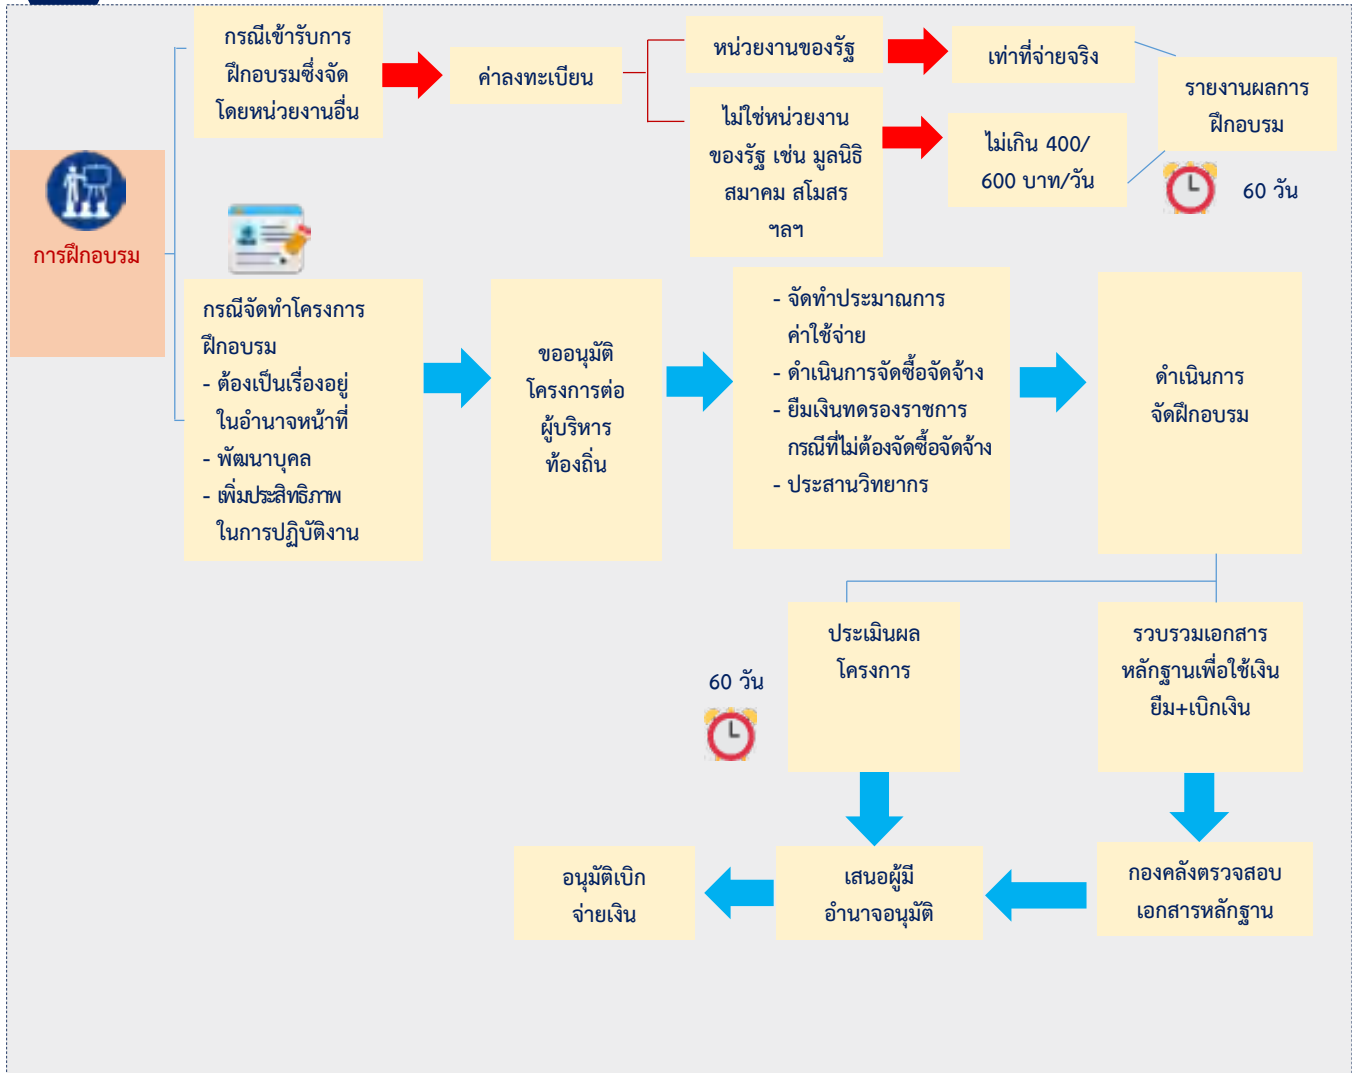 การฝึกอบรม
กรณีเข้ารับการ
ฝึกอบรมซึ่งจัด
โดยหน่วยงานอื่น
ค่าลงทะเบียน
หน่วยงานของรัฐ
เท่าที่จ่ายจริง
ไม่ใช่หน่วยงาน
ของรัฐ เช่น มูลนิธิ
สมาคม สโมสร
ฯลฯ
ไม่เกิน 400/
600 บาท/วัน
รายงานผลการ
ฝึกอบรม
60 วัน
กรณีจัดทำโครงการ
ฝึกอบรม
- ต้องเป็นเรื่องอยู่
ในอำนาจหน้าที่
- พัฒนาบุคล
- เพิ่มประสิทธิภาพ
ในการปฏิบัติงาน
ขออนุมัติ
โครงการต่อ
ผู้บริหาร
ท้องถิ่น
- จัดทำประมาณการ
ค่าใช้จ่าย
- ดำเนินการจัดซื้อจัดจ้าง
- ยืมเงินทดรองราชการ
กรณีที่ไม่ต้องจัดซื้อจัดจ้าง
- ประสานวิทยากร
ดำเนินการ
จัดฝึกอบรม
ประเมินผล
โครงการ
60 วัน
รวบรวมเอกสาร
หลักฐานเพื่อใช้เงิน
ยืม+เบิกเงิน
กองคลังตรวจสอบ
เอกสารหลักฐาน
เสนอผู้มี
อำนาจอนุมัติ
อนุมัติเบิก
จ่ายเงิน